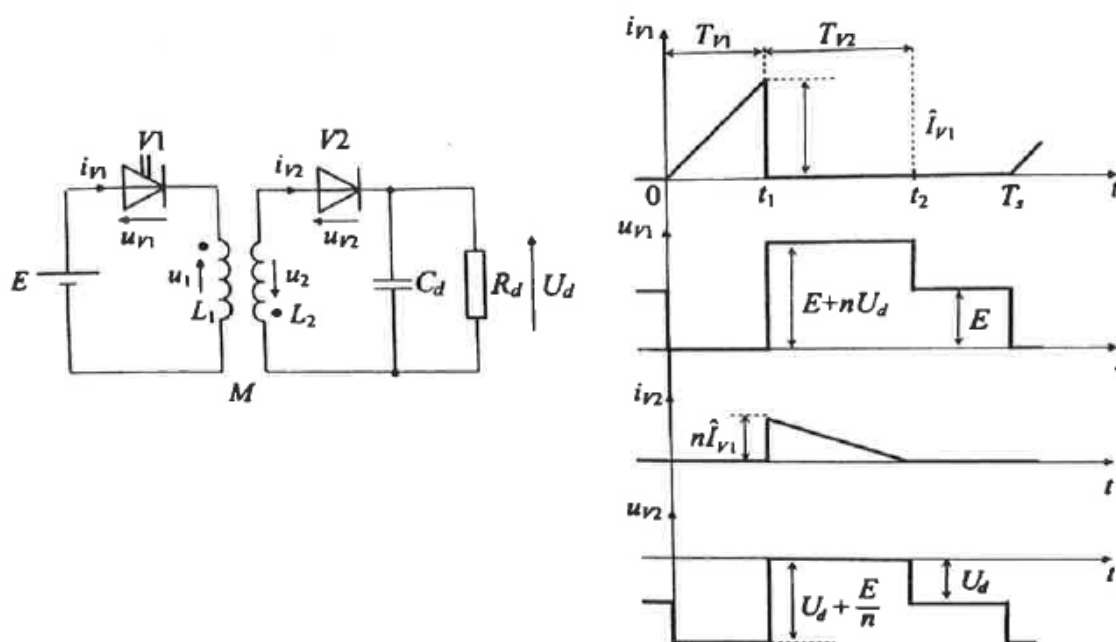 V1
V2
i_V1
i_V2
u_V1
u_V2
E
u_1
u_2
L_1
L_2
C_d
R_d
U_d
M
i_V1
T_V1
T_V2
Î_V1
0
t_1
t_2
T_s
t
u_V1
E+nU_d
E
i_V2
nÎ_V1
t
u_V2
t
U_d + E/n
U_d